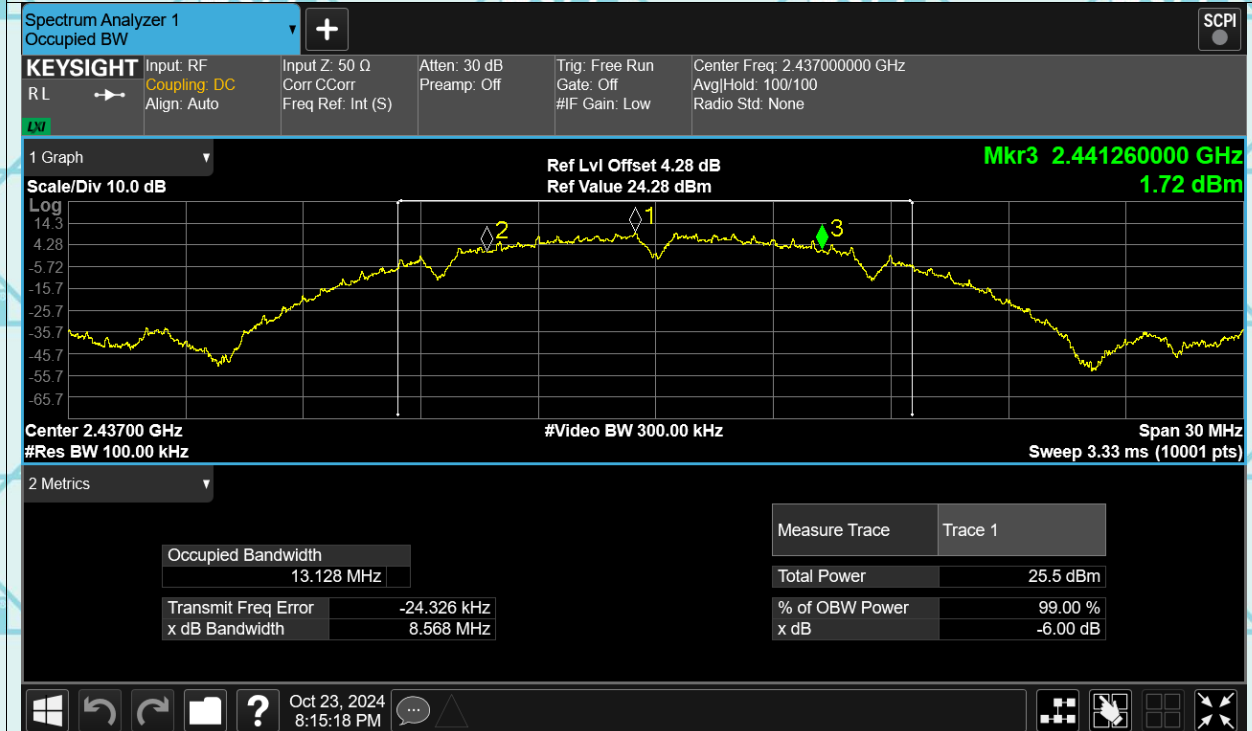 Spectrum Analyzer 1
Occupied BW
+
SCPI
KEYSIGHT
RL
LXI
Input: RF
Coupling: DC
Align: Auto
Input Z: 50 Ω
Corr CCorr
Freq Ref: Int (S)
Atten: 30 dB
Preamp: Off
Trig: Free Run
Gate: Off
#IF Gain: Low
Center Freq: 2.437000000 GHz
Avg|Hold: 100/100
Radio Std: None
1 Graph
Scale/Div 10.0 dB
Ref Lvl Offset 4.28 dB
Ref Value 24.28 dBm
Mkr3 2.441260000 GHz
1.72 dBm
Log
14.3
4.28
-5.72
-15.7
-25.7
-35.7
-45.7
-55.7
-65.7
2
1
3
Center 2.43700 GHz
#Video BW 300.00 kHz
Span 30 MHz
#Res BW 100.00 kHz
Sweep 3.33 ms (10001 pts)
2 Metrics
Occupied Bandwidth
13.128 MHz
Transmit Freq Error -24.326 kHz
x dB Bandwidth 8.568 MHz
Measure Trace Trace 1
Total Power 25.5 dBm
% of OBW Power 99.00 %
x dB -6.00 dB
?
Oct 23, 2024
8:15:18 PM